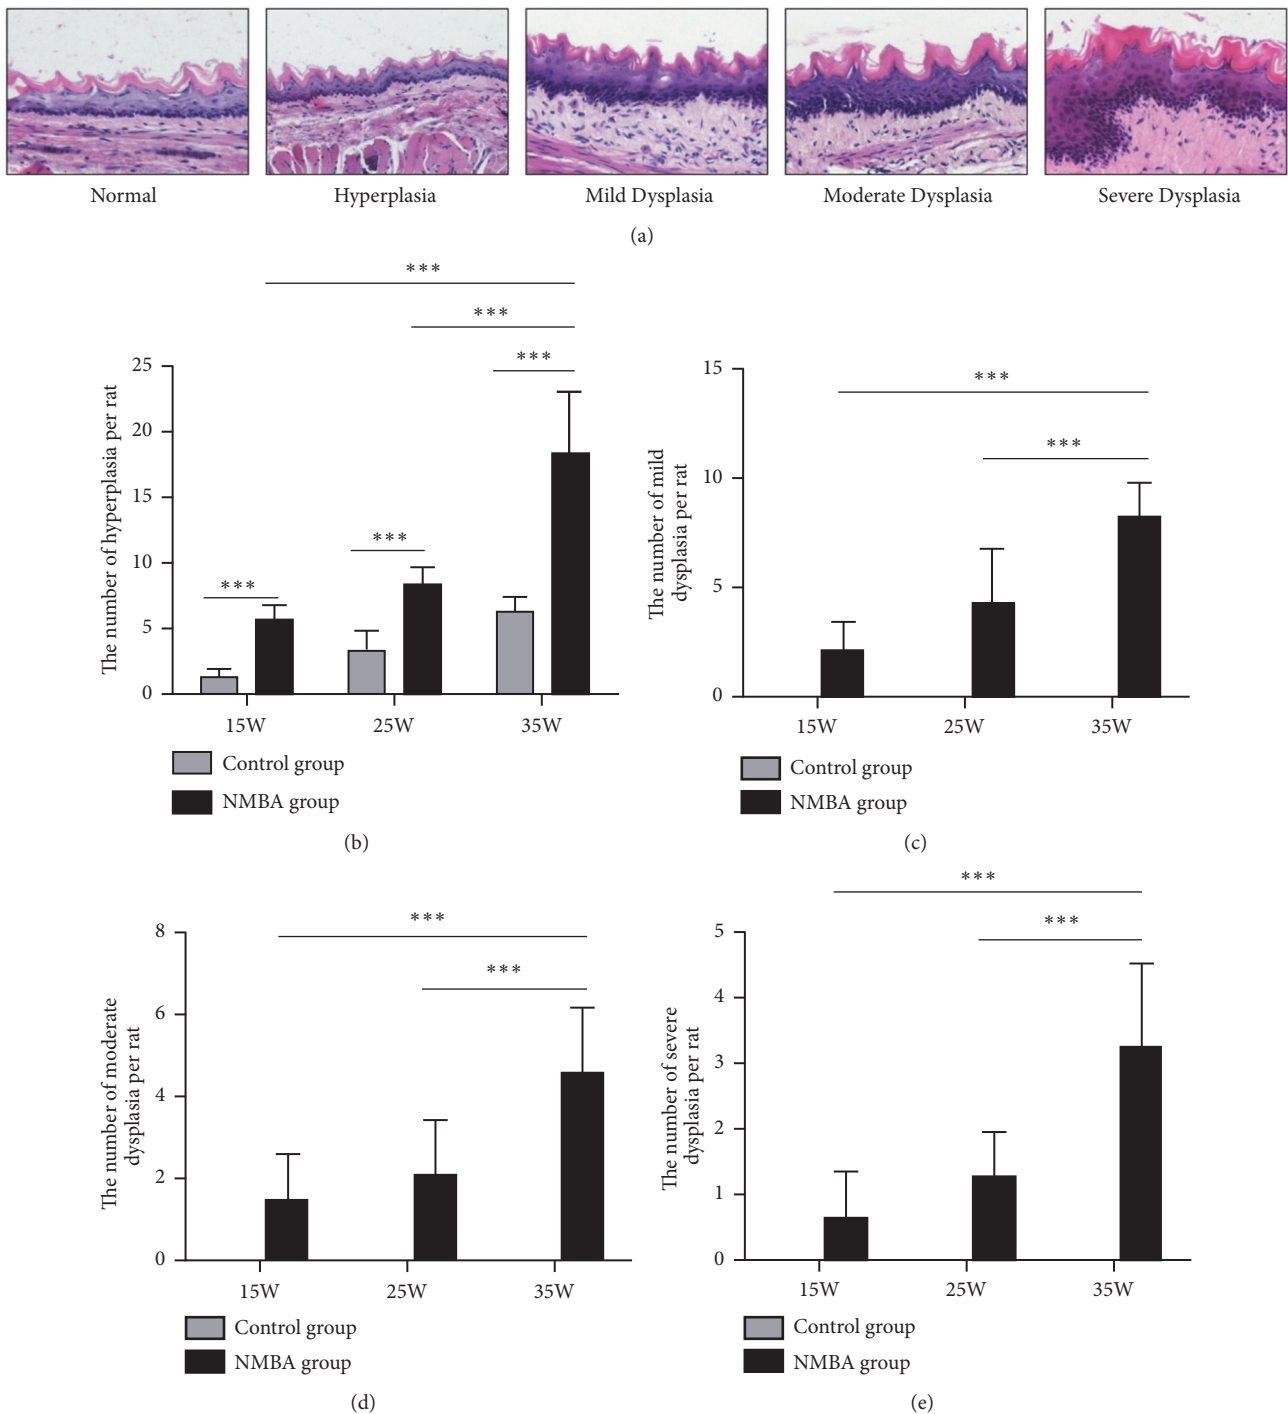 Normal
Hyperplasia
Mild Dysplasia
Moderate Dysplasia
Severe Dysplasia
(a)
***
***
***
***
***
The number of hyperplasia per rat
25
20
15
10
5
0
15W
25W
35W
Control group
NMBA group
(b)
***
***
The number of mild
dysplasia per rat
15
10
5
0
15W
25W
35W
Control group
NMBA group
(c)
***
***
The number of moderate
dysplasia per rat
8
6
4
2
0
15W
25W
35W
Control group
NMBA group
(d)
***
***
The number of severe
dysplasia per rat
5
4
3
2
1
0
15W
25W
35W
Control group
NMBA group
(e)